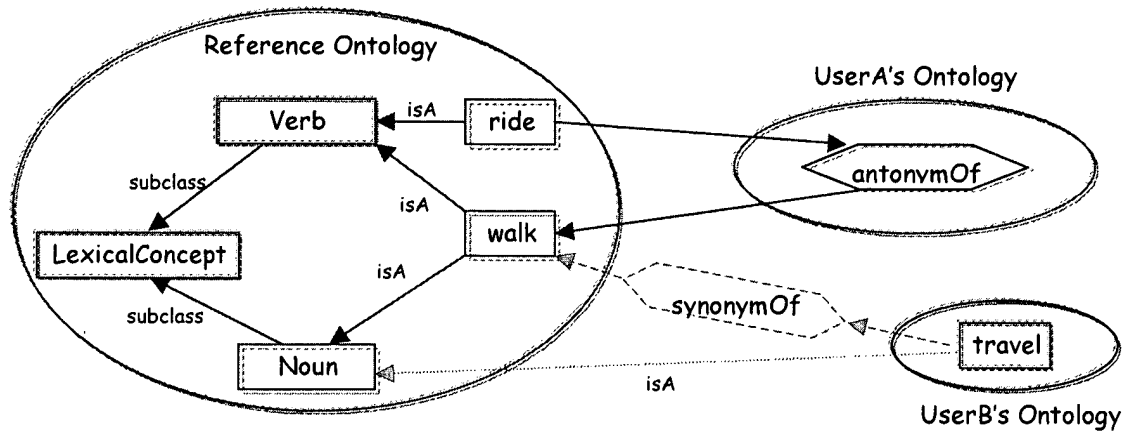 Reference Ontology
UserA's Ontology
Verb
isA
ride
subclass
antonymOf
isA
walk
LexicalConcept
isA
synonymOf
subclass
travel
Noun
isA
UserB's Ontology